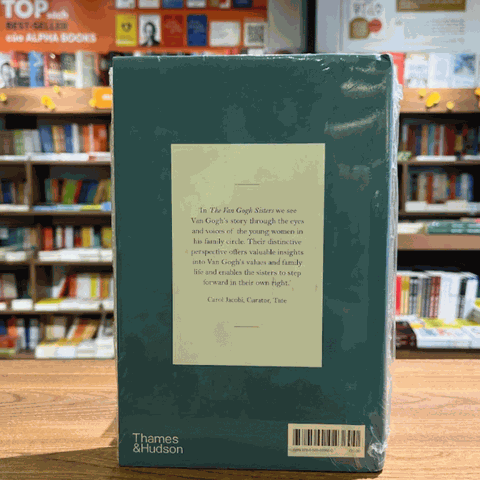 TOP
BEST-SELLER
của ALPHA BOOKS
'In The Van Gogh Sisters we see
Van Gogh's story through the eyes
and voices of the young women in
his family circle. Their distinctive
perspective offers valuable insights
into Van Gogh's values and family
life and enables the sisters to step
forward in their own right.'
Carol Jacobi, Curator, Tate
Thames
&Hudson